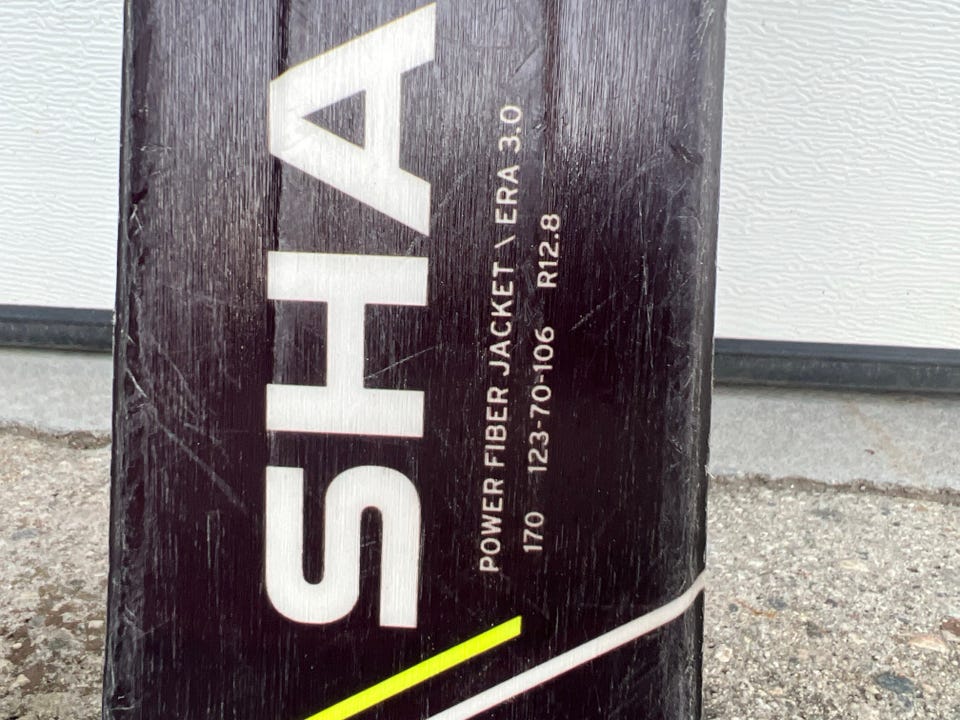 SHA
POWER FIBER JACKET \ ERA 3.0
170 123-70-106 R12.8